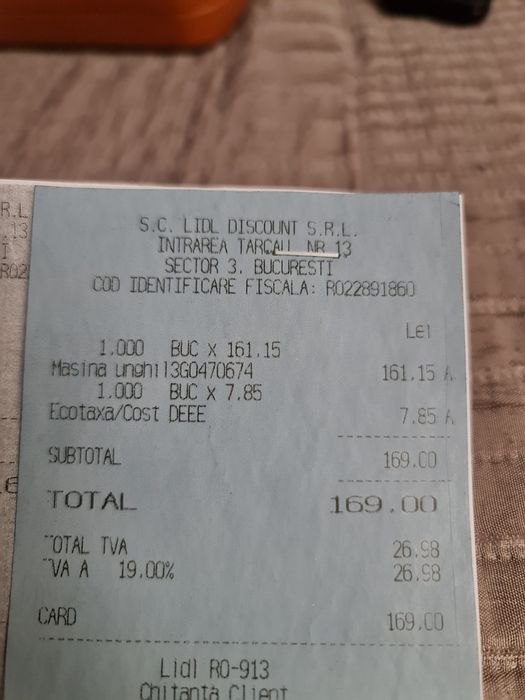 S.C. LIDL DISCOUNT S.R.L.
INTRAREA TARCAU NR 13
SECTOR 3. BUCURESTI
COD IDENTIFICARE FISCALA: RO22891860
Lei
1.000 BUC x 161.15
Masina unghi13G0470674 161.15 A
1.000 BUC x 7.85
Ecotaxa/Cost DEEE 7.85 A
SUBTOTAL 169.00
TOTAL 169.00
TOTAL TVA 26.98
TVA A 19.00% 26.98
CARD 169.00
Lidl RO-913
Chitanta Client